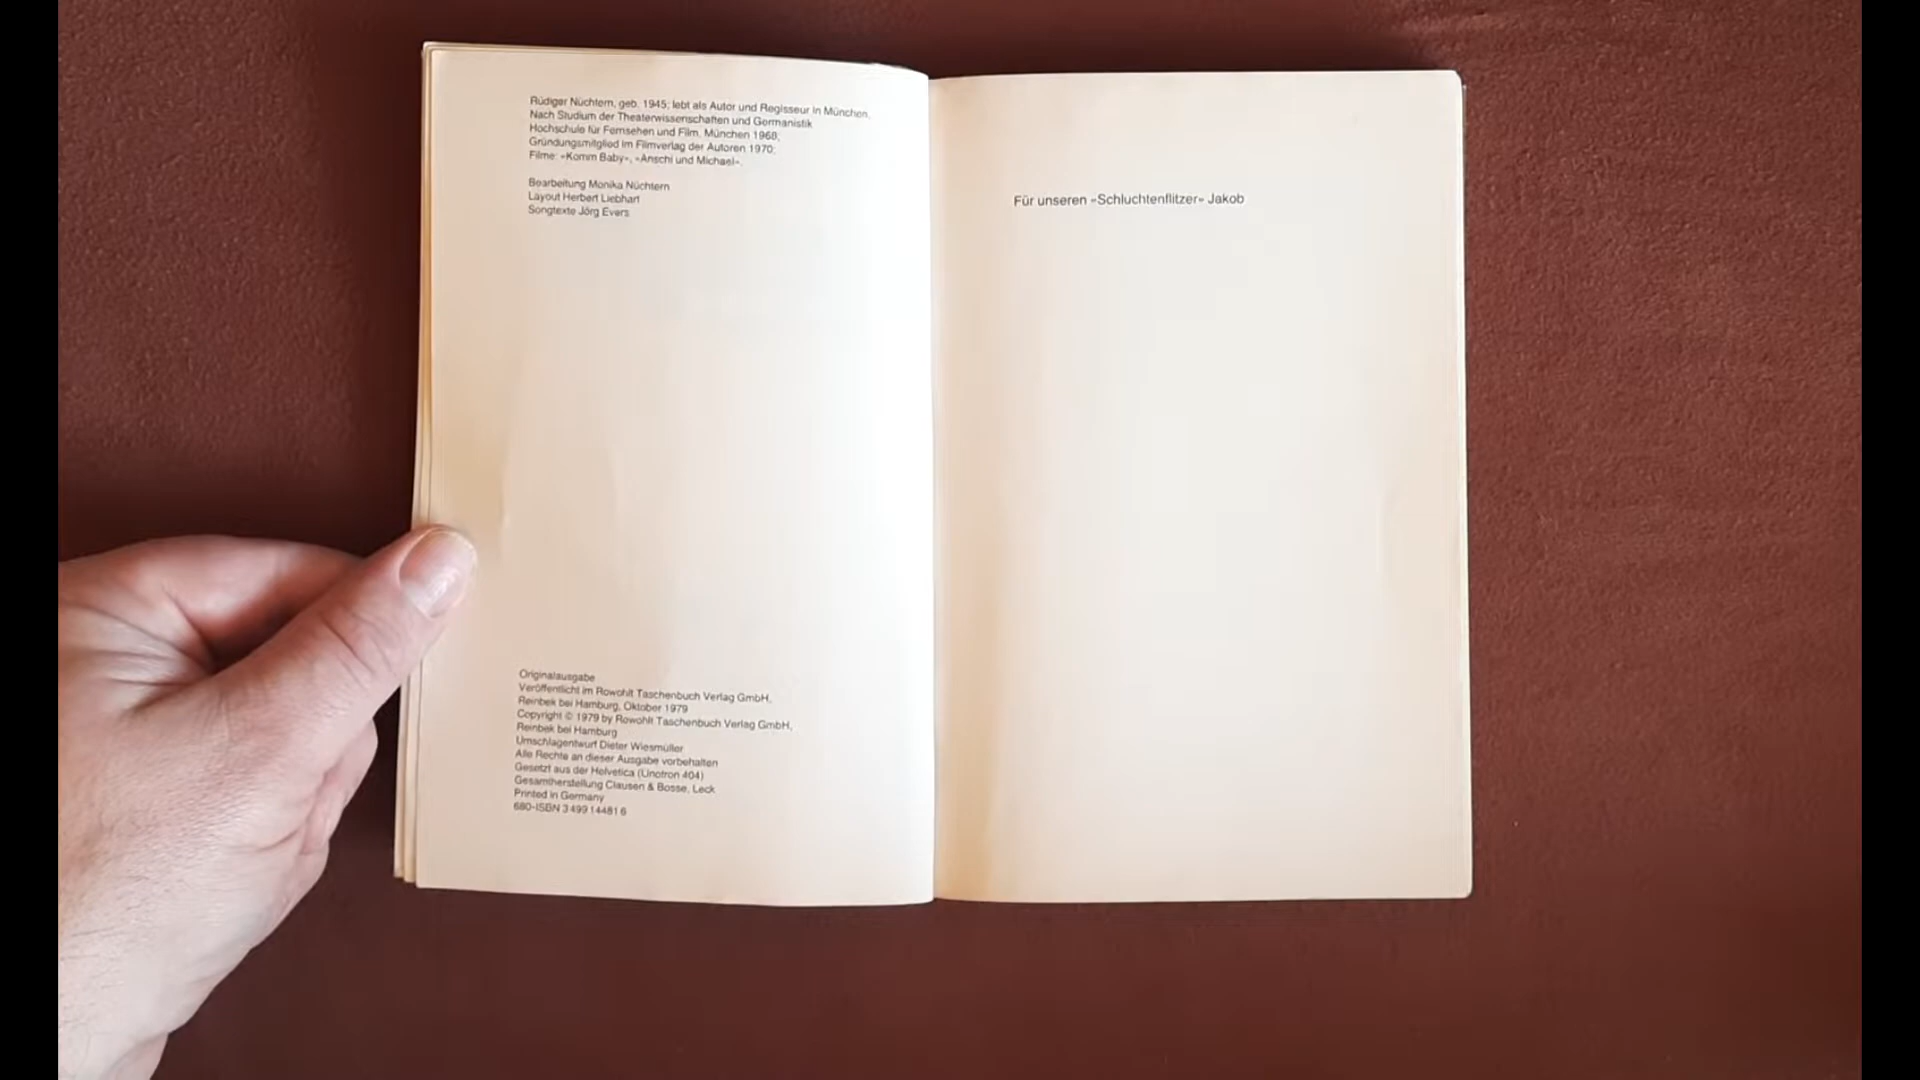 Rüdiger Nüchtern, geb. 1945; lebt als Autor und Regisseur in München.
Nach Studium der Theaterwissenschaften und Germanistik
Hochschule für Fernsehen und Film, München 1968;
Gründungsmitglied im Filmverlag der Autoren 1970;
Filme: «Komm Baby», «Anschi und Michael».
Bearbeitung Monika Nüchtern
Layout Herbert Liebhart
Songtexte Jörg Evers
Originalausgabe
Veröffentlicht im Rowohlt Taschenbuch Verlag GmbH,
Reinbek bei Hamburg, Oktober 1979
Copyright © 1979 by Rowohlt Taschenbuch Verlag GmbH,
Reinbek bei Hamburg
Umschlagentwurf Dieter Wiesmüller
Alle Rechte an dieser Ausgabe vorbehalten
Gesetzt aus der Helvetica (Linotron 404)
Gesamtherstellung Clausen & Bosse, Leck
Printed in Germany
680-ISBN 3 499 14481 6
Für unseren «Schluchtenflitzer» Jakob